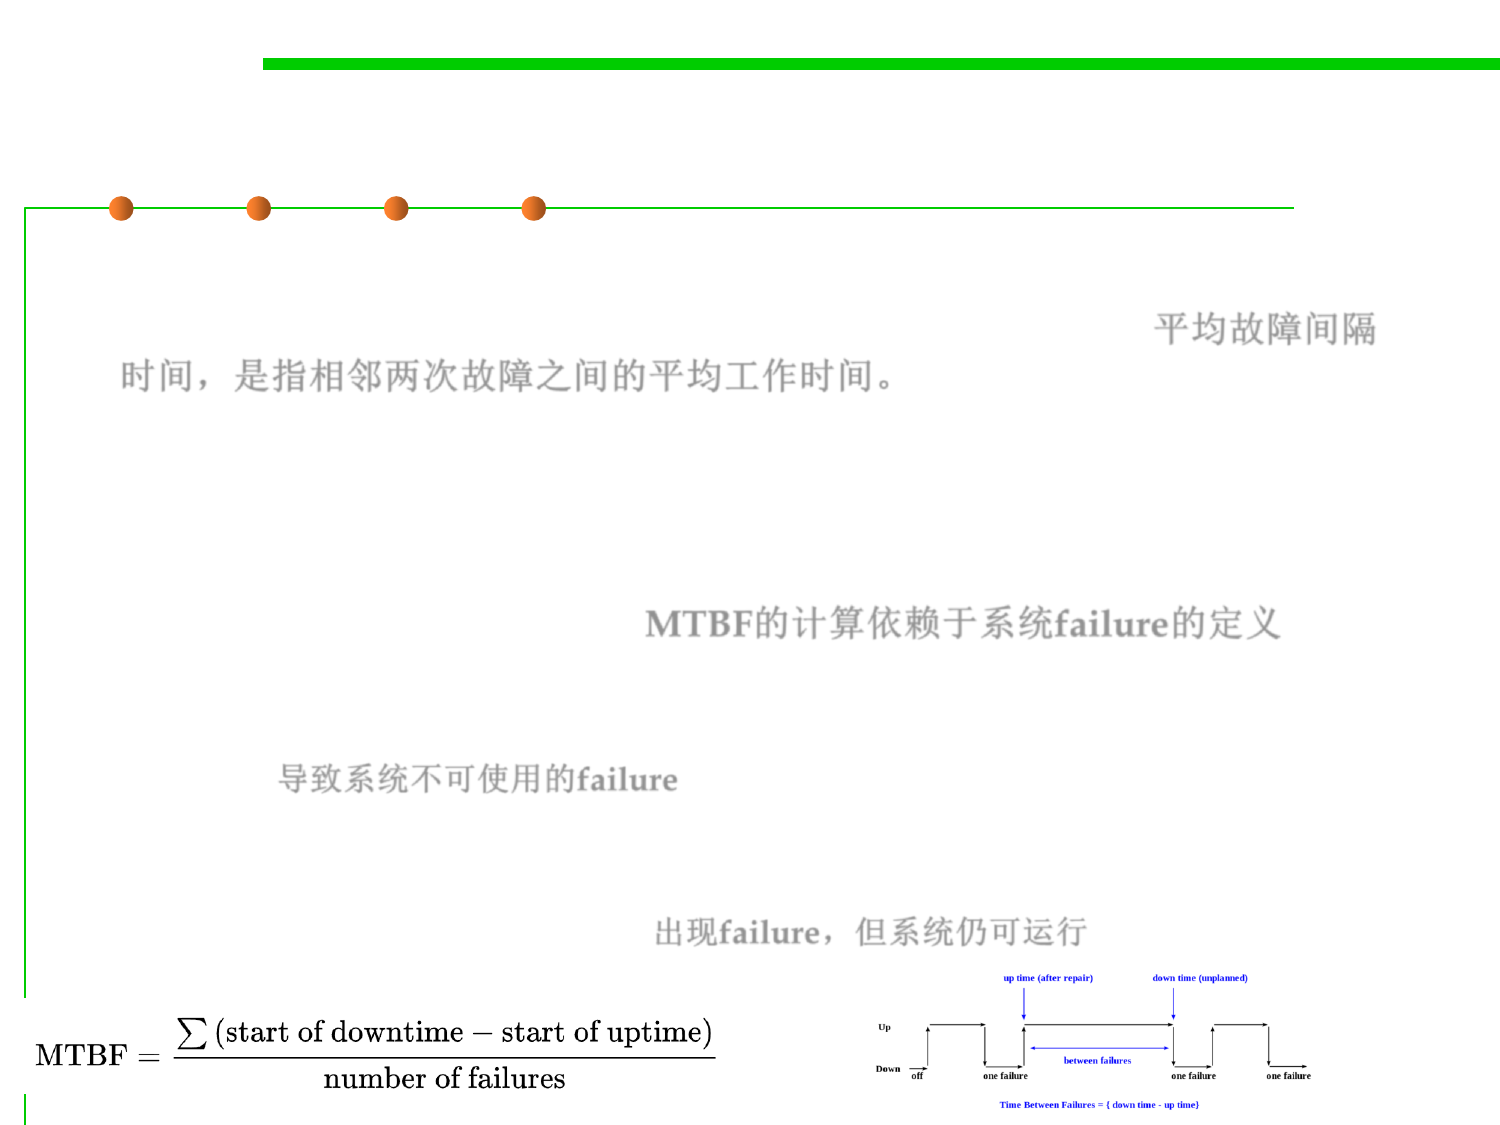 平均故障间隔
时间，是指相邻两次故障之间的平均工作时间。
MTBF的计算依赖于系统failure的定义
导致系统不可使用的failure
出现failure，但系统仍可运行
MTBF = ∑ (start of downtime − start of uptime) / number of failures
up time (after repair) down time (unplanned)
Up
between failures
Down off one failure one failure one failure
Time Between Failures = { down time - up time}